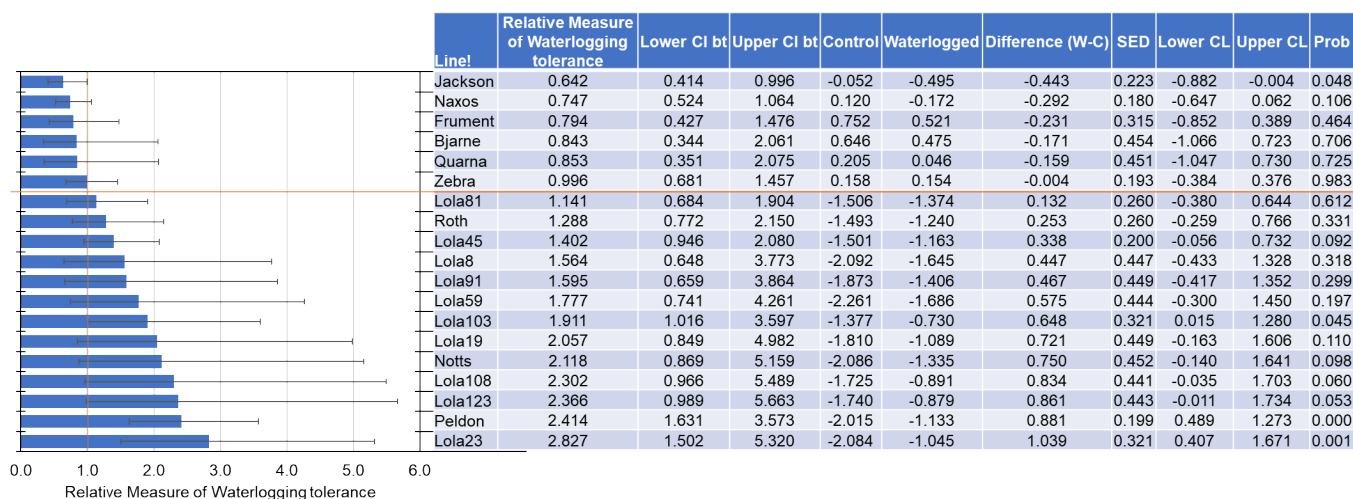 Line! Relative Measure of Waterlogging tolerance Lower CI bt Upper CI bt Control Waterlogged Difference (W-C) SED Lower CL Upper CL Prob
Jackson 0.642 0.414 0.996 -0.052 -0.495 -0.443 0.223 -0.882 -0.004 0.048
Naxos 0.747 0.524 1.064 0.120 -0.172 -0.292 0.180 -0.647 0.062 0.106
Frument 0.794 0.427 1.476 0.752 0.521 -0.231 0.315 -0.852 0.389 0.464
Bjarne 0.843 0.344 2.061 0.646 0.475 -0.171 0.454 -1.066 0.723 0.706
Quarna 0.853 0.351 2.075 0.205 0.046 -0.159 0.451 -1.047 0.730 0.725
Zebra 0.996 0.681 1.457 0.158 0.154 -0.004 0.193 -0.384 0.376 0.983
Lola81 1.141 0.684 1.904 -1.506 -1.374 0.132 0.260 -0.380 0.644 0.612
Roth 1.288 0.772 2.150 -1.493 -1.240 0.253 0.260 -0.259 0.766 0.331
Lola45 1.402 0.946 2.080 -1.501 -1.163 0.338 0.200 -0.056 0.732 0.092
Lola8 1.564 0.648 3.773 -2.092 -1.645 0.447 0.447 -0.433 1.328 0.318
Lola91 1.595 0.659 3.864 -1.873 -1.406 0.467 0.449 -0.417 1.352 0.299
Lola59 1.777 0.741 4.261 -2.261 -1.686 0.575 0.444 -0.300 1.450 0.197
Lola103 1.911 1.016 3.597 -1.377 -0.730 0.648 0.321 0.015 1.280 0.045
Lola19 2.057 0.849 4.982 -1.810 -1.089 0.721 0.449 -0.163 1.606 0.110
Notts 2.118 0.869 5.159 -2.086 -1.335 0.750 0.452 -0.140 1.641 0.098
Lola108 2.302 0.966 5.489 -1.725 -0.891 0.834 0.441 -0.035 1.703 0.060
Lola123 2.366 0.989 5.663 -1.740 -0.879 0.861 0.443 -0.011 1.734 0.053
Peldon 2.414 1.631 3.573 -2.015 -1.133 0.881 0.199 0.489 1.273 0.000
Lola23 2.827 1.502 5.320 -2.084 -1.045 1.039 0.321 0.407 1.671 0.001
0.0 1.0 2.0 3.0 4.0 5.0 6.0
Relative Measure of Waterlogging tolerance